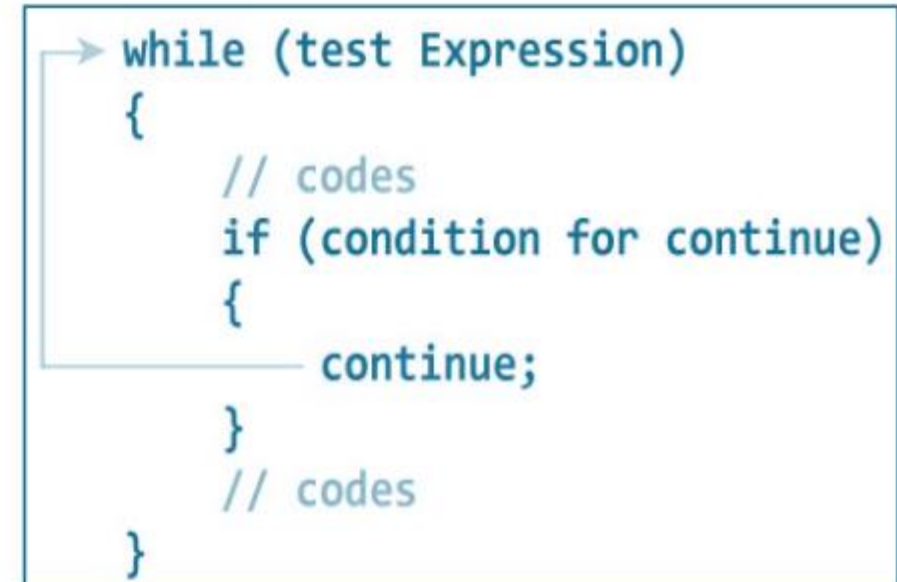 while (test Expression)
{
// codes
if (condition for continue)
{
continue;
}
// codes
}